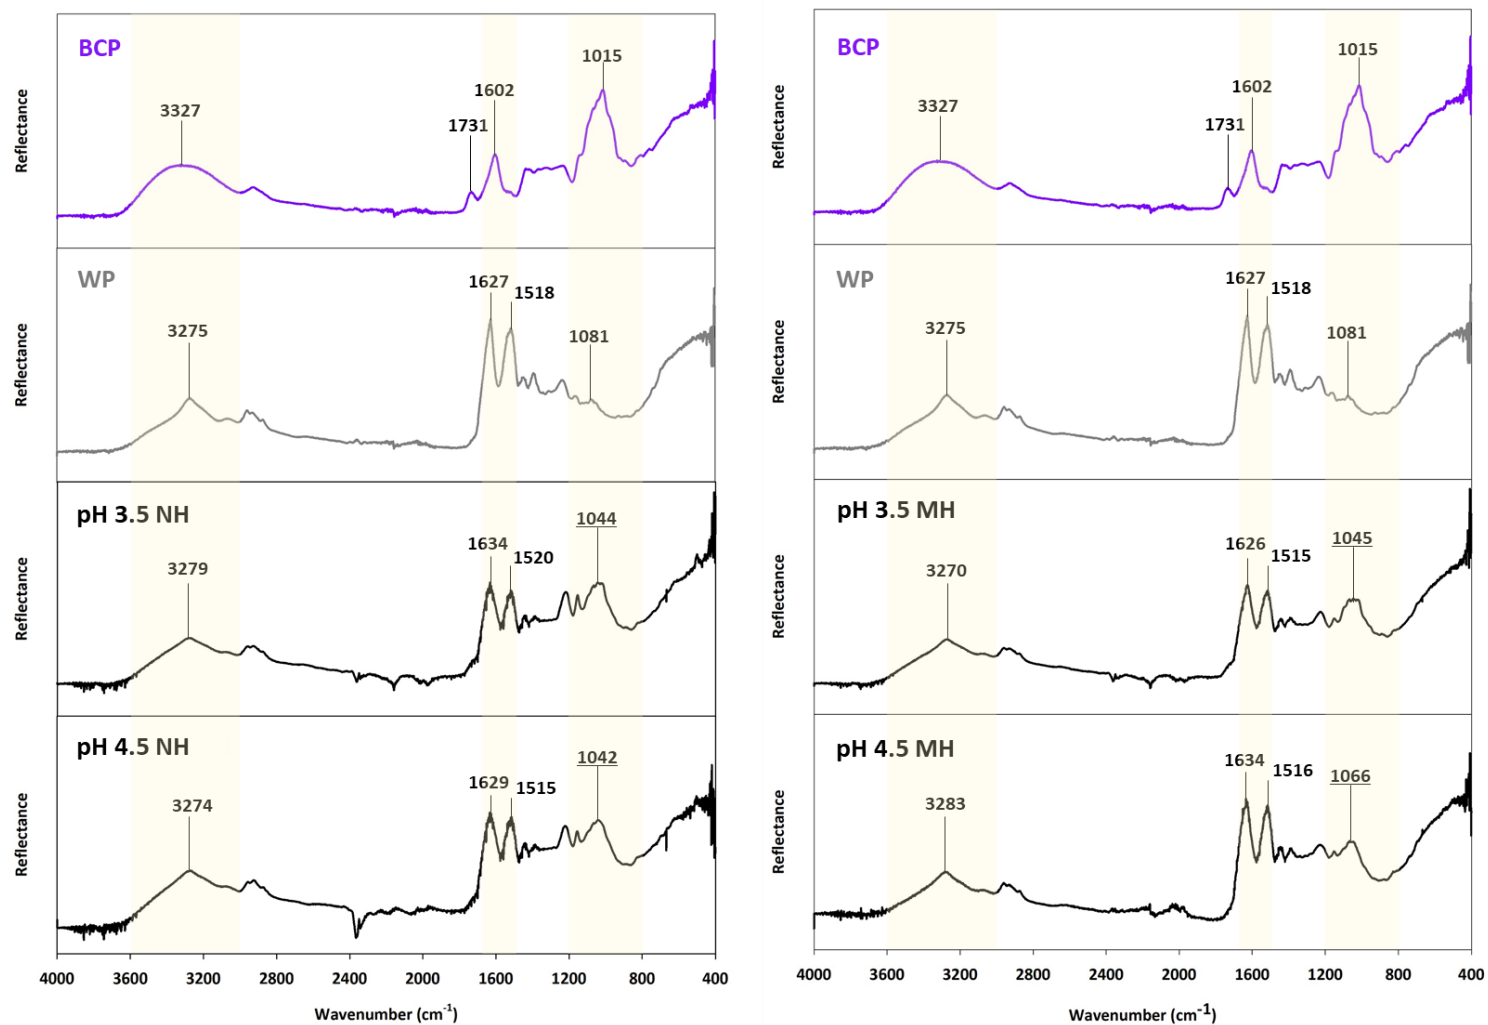 BCP
Reflectance
3327
1731
1602
1015
WP
Reflectance
3275
1627
1518
1081
pH 3.5 NH
Reflectance
3279
1634
1520
1044
pH 4.5 NH
Reflectance
3274
1629
1515
1042
4000 3600 3200 2800 2400 2000 1600 1200 800 400
Wavenumber (cm-1)
BCP
Reflectance
3327
1731
1602
1015
WP
Reflectance
3275
1627
1518
1081
pH 3.5 MH
Reflectance
3270
1626
1515
1045
pH 4.5 MH
Reflectance
3283
1634
1516
1066
4000 3600 3200 2800 2400 2000 1600 1200 800 400
Wavenumber (cm-1)